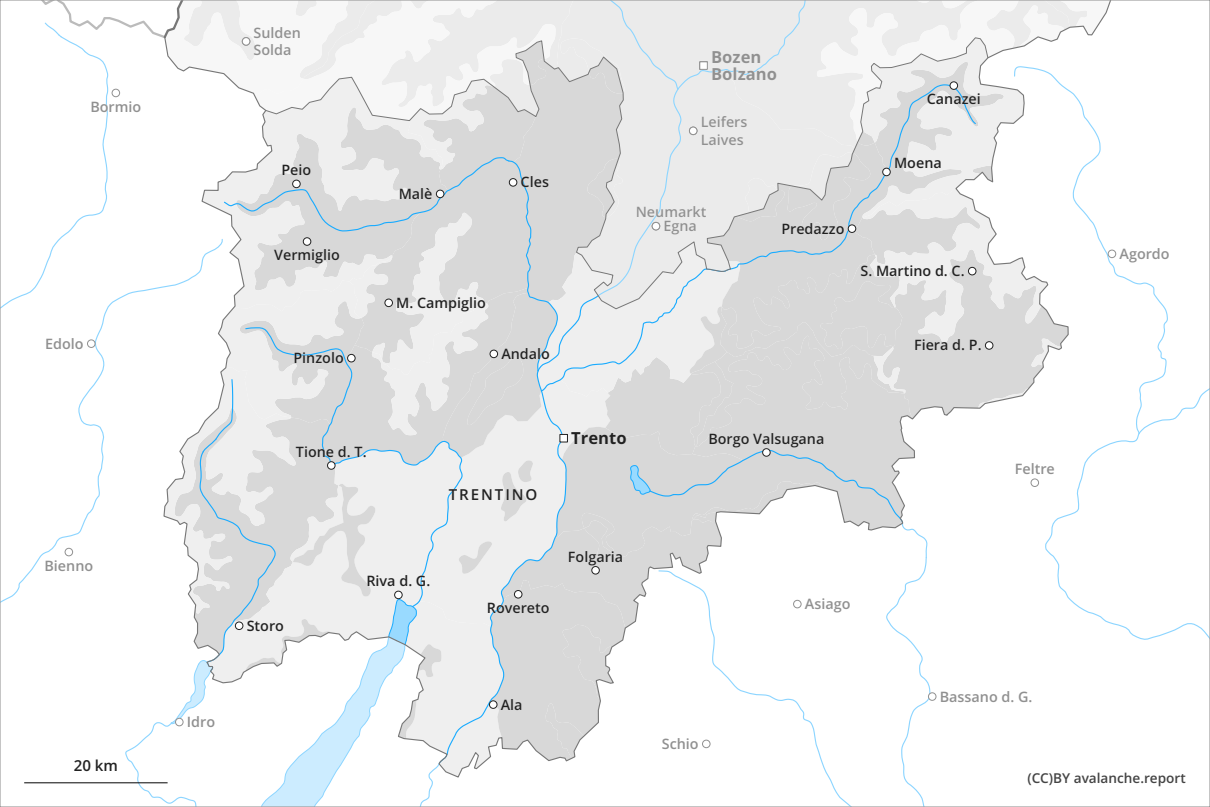 Sulden
Solda
Bozen
Bolzano
Bormio
Canazei
Leifers
Laives
Moena
Peio
Malè
Cles
Neumarkt
Egna
Predazzo
Vermiglio
Agordo
S. Martino d. C.
M. Campiglio
Edolo
Pinzolo
Andalo
Fiera d. P.
Trento
Borgo Valsugana
Tione d. T.
Feltre
TRENTINO
Folgaria
Bienno
Riva d. G.
Rovereto
Asiago
Storo
Bassano d. G.
Ala
Idro
Schio
20 km
(CC)BY avalanche.report